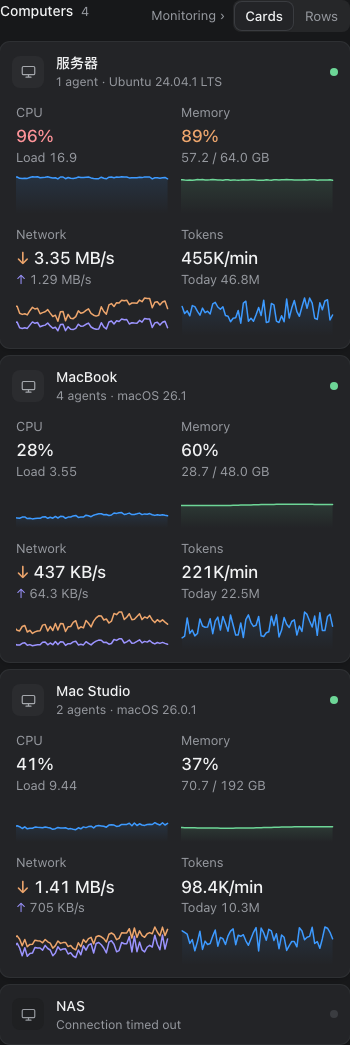 Computers 4 Monitoring › Cards Rows
服务器
1 agent · Ubuntu 24.04.1 LTS
CPU Memory
96% 89%
Load 16.9 57.2 / 64.0 GB
Network Tokens
↓ 3.35 MB/s 455K/min
↑ 1.29 MB/s Today 46.8M
MacBook
4 agents · macOS 26.1
CPU Memory
28% 60%
Load 3.55 28.7 / 48.0 GB
Network Tokens
↓ 437 KB/s 221K/min
↑ 64.3 KB/s Today 22.5M
Mac Studio
2 agents · macOS 26.0.1
CPU Memory
41% 37%
Load 9.44 70.7 / 192 GB
Network Tokens
↓ 1.41 MB/s 98.4K/min
↑ 705 KB/s Today 10.3M
NAS
Connection timed out